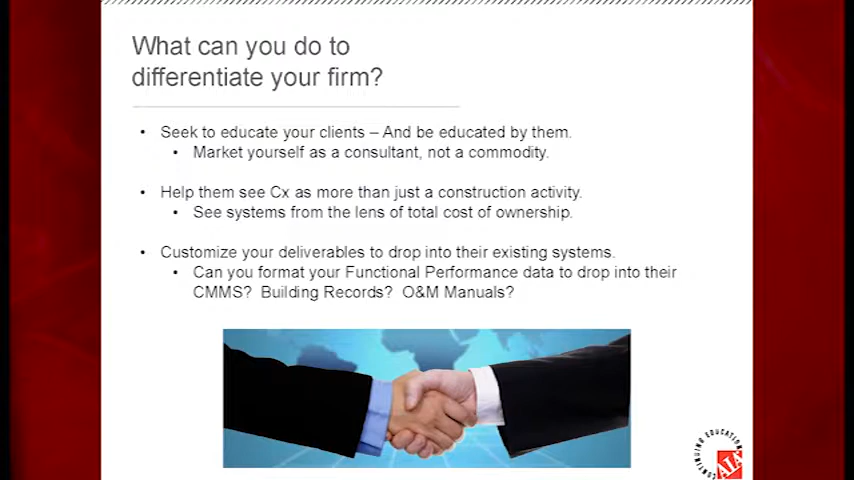 What can you do to
differentiate your firm?
• Seek to educate your clients – And be educated by them.
• Market yourself as a consultant, not a commodity.
• Help them see Cx as more than just a construction activity.
• See systems from the lens of total cost of ownership.
• Customize your deliverables to drop into their existing systems.
• Can you format your Functional Performance data to drop into their
CMMS? Building Records? O&M Manuals?
CONTINUING EDUCATION
AIA